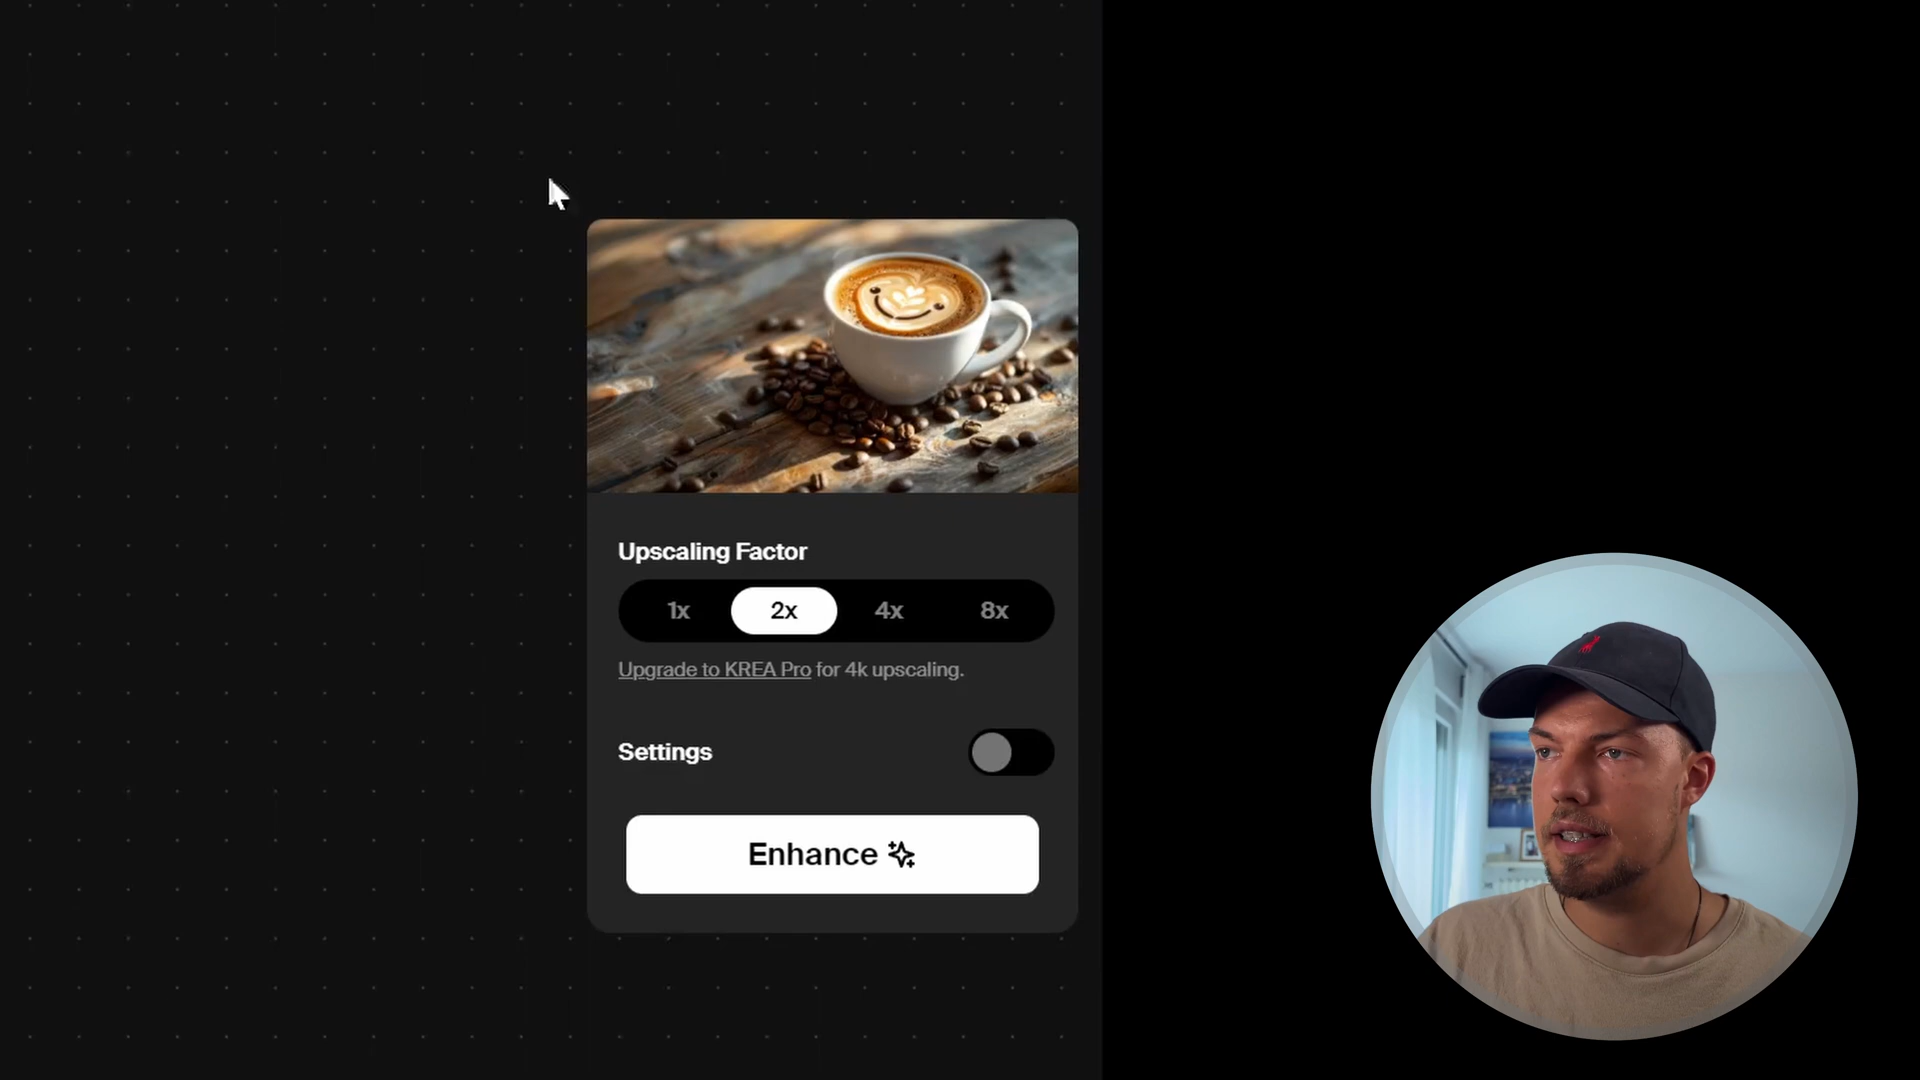 Upscaling Factor
1x 2x 4x 8x
Upgrade to KREA Pro for 4k upscaling.
Settings
Enhance